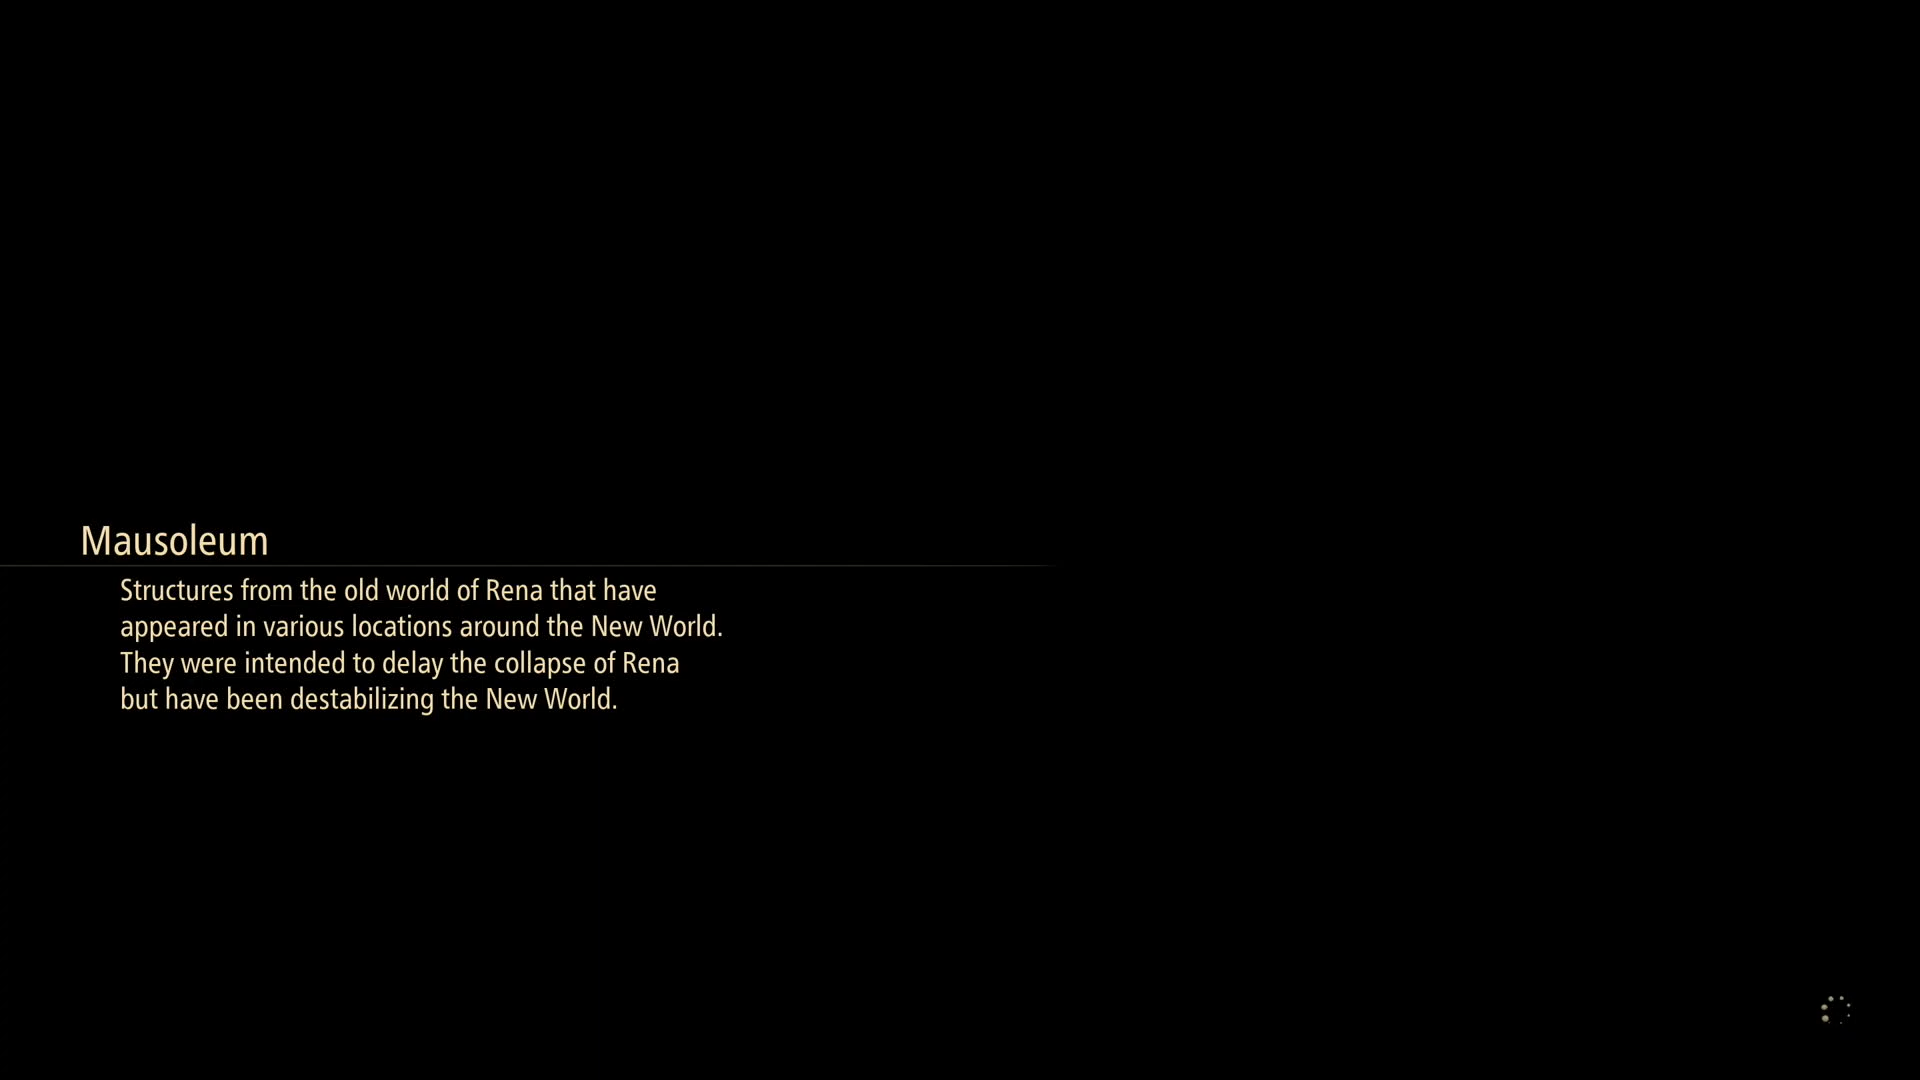 Mausoleum
Structures from the old world of Rena that have
appeared in various locations around the New World.
They were intended to delay the collapse of Rena
but have been destabilizing the New World.